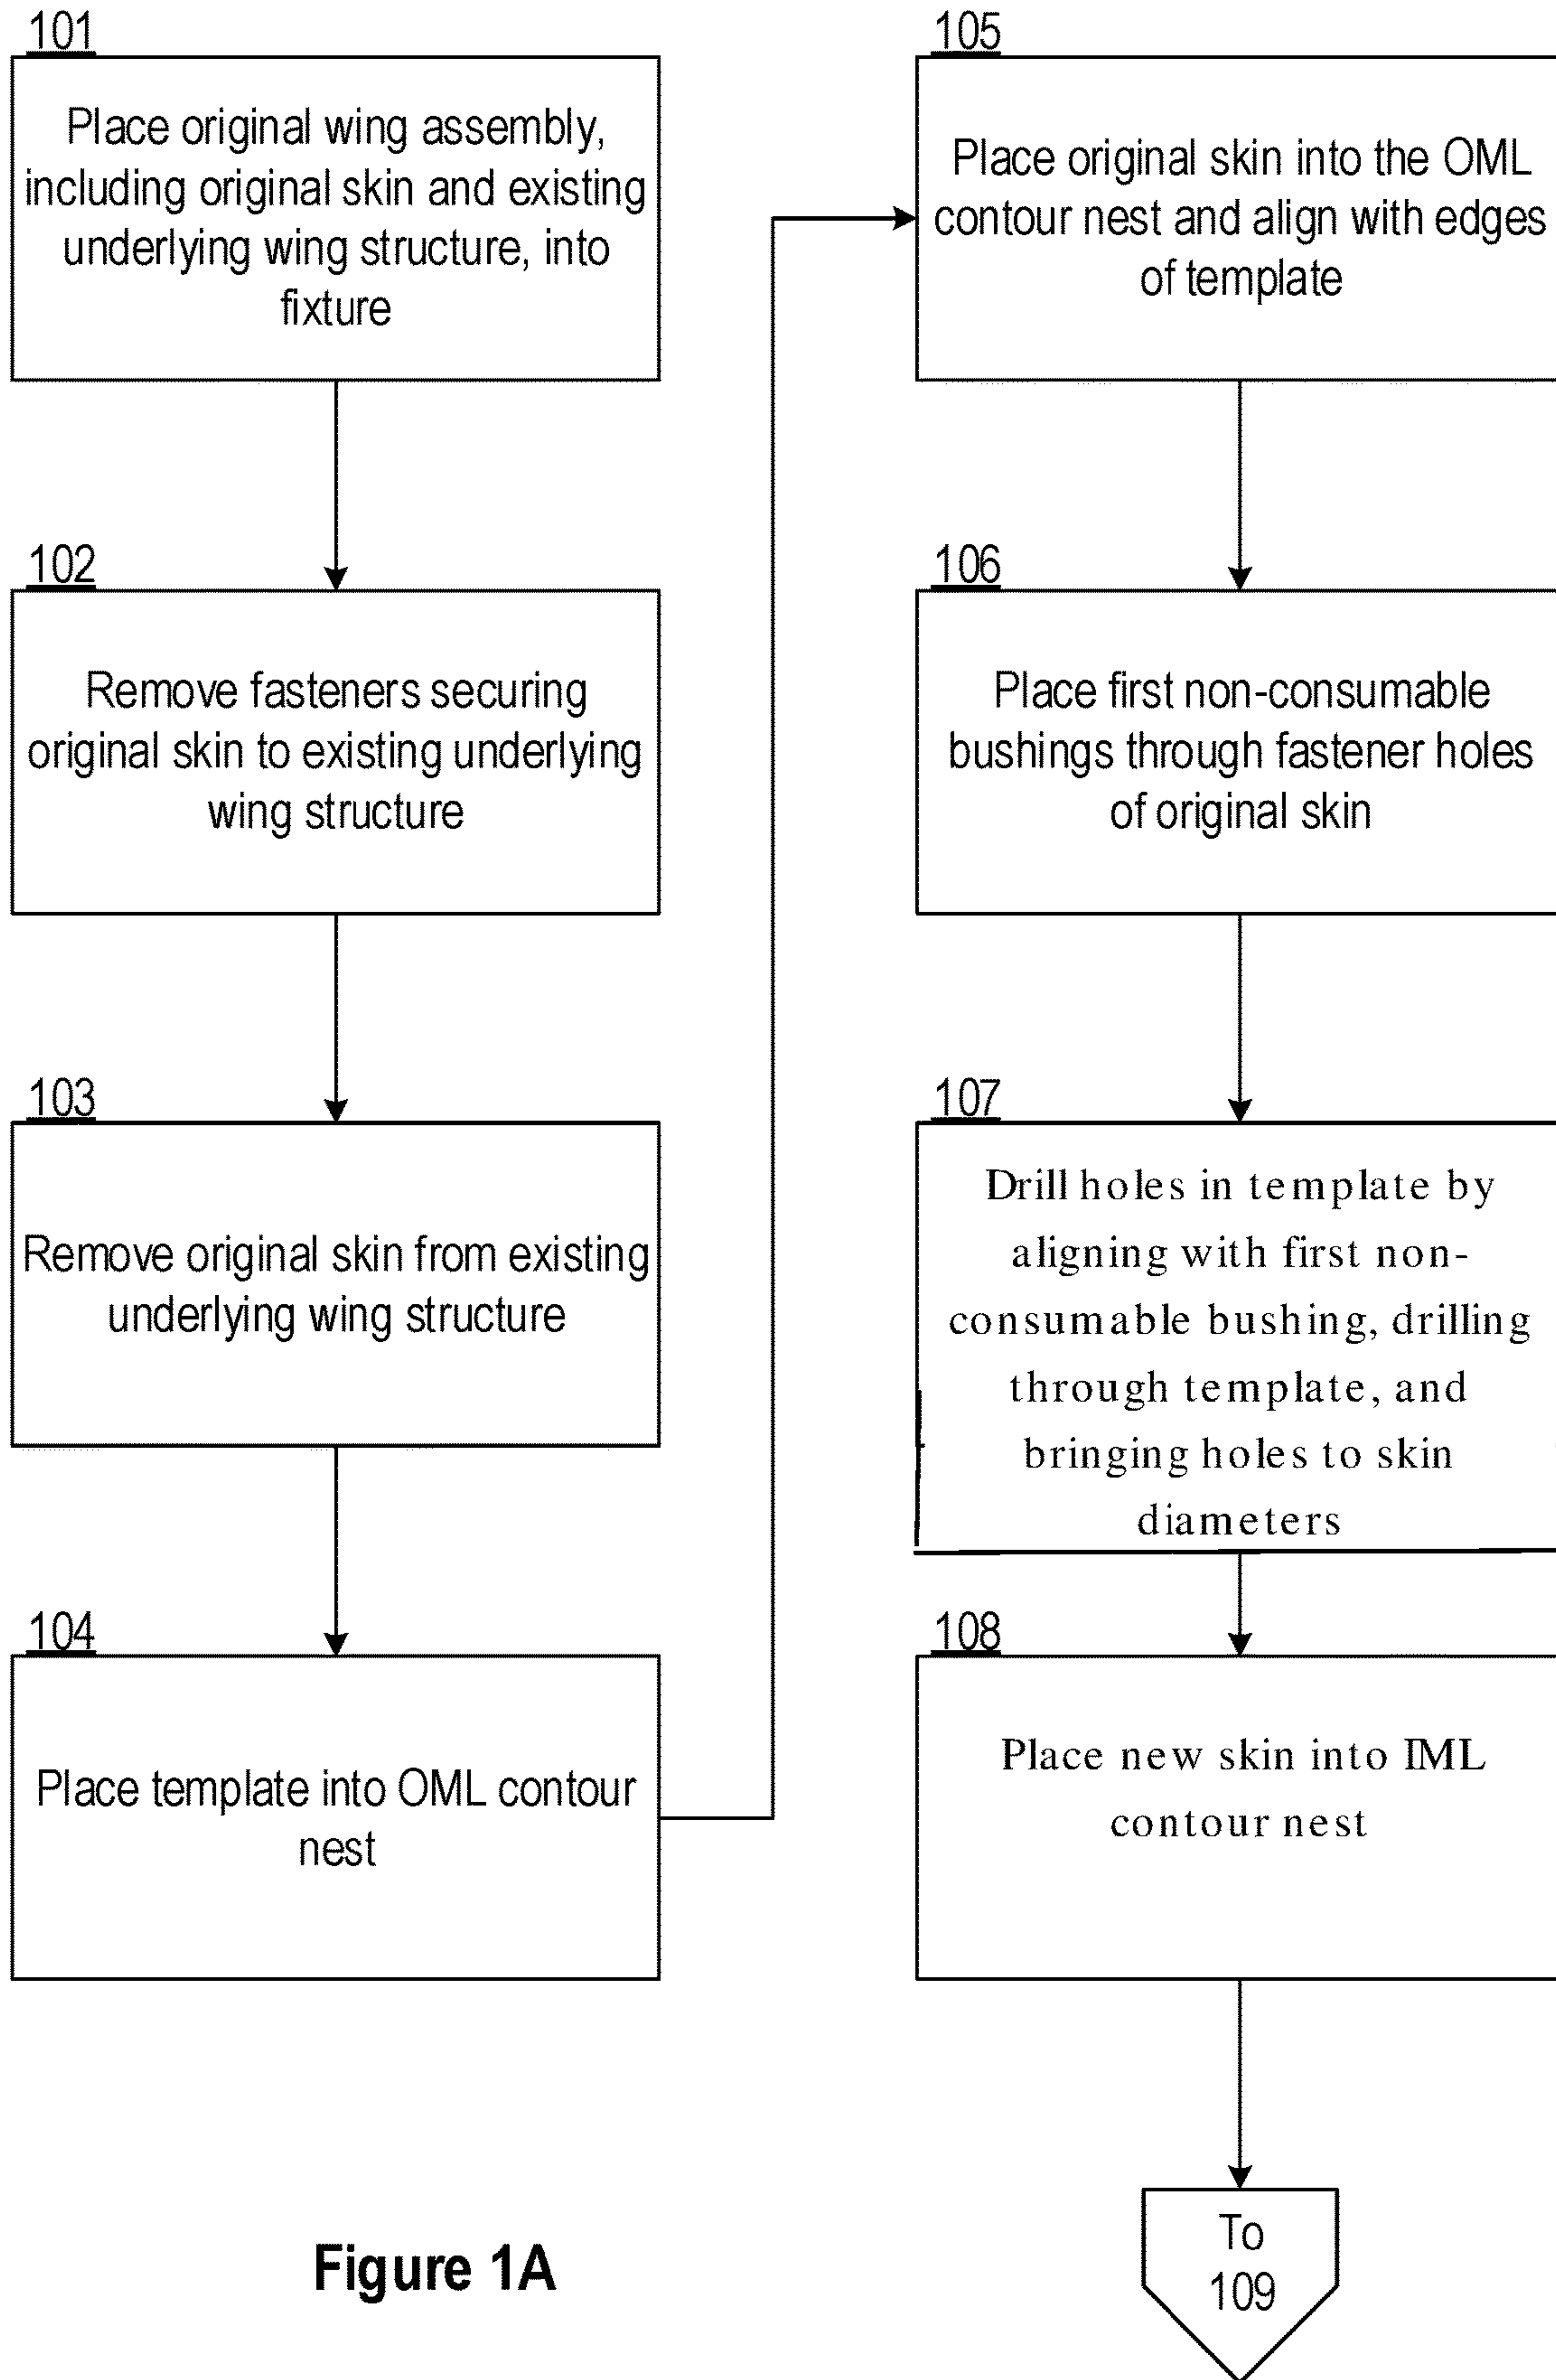 101
Place original wing assembly,
including original skin and existing
underlying wing structure, into
fixture
102
Remove fasteners securing
original skin to existing underlying
wing structure
103
Remove original skin from existing
underlying wing structure
104
Place template into OML contour
nest
105
Place original skin into the OML
contour nest and align with edges
of template
106
Place first non-consumable
bushings through fastener holes
of original skin
107
Drill holes in template by
aligning with first non-
consumable bushing, drilling
through template, and
bringing holes to skin
diameters
108
Place new skin into IML
contour nest
To
109
Figure 1A